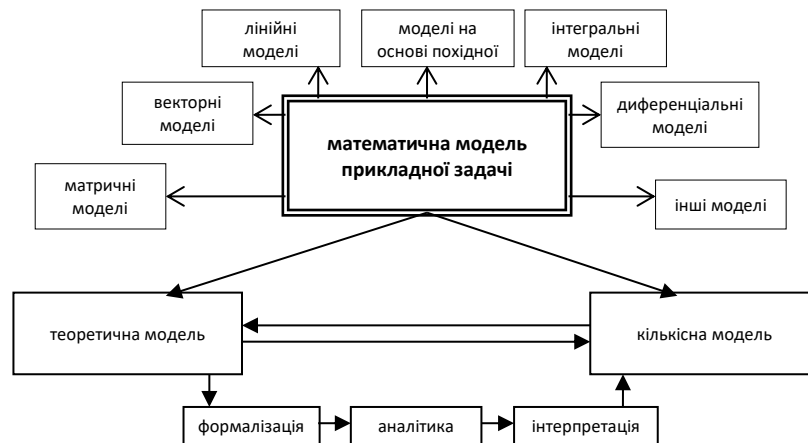 лінійні
моделі
моделі на
основі похідної
інтегральні
моделі
векторні
моделі
диференціальні
моделі
математична модель
прикладної задачі
матричні
моделі
інші моделі
теоретична модель
кількісна модель
формалізація
аналітика
інтерпретація